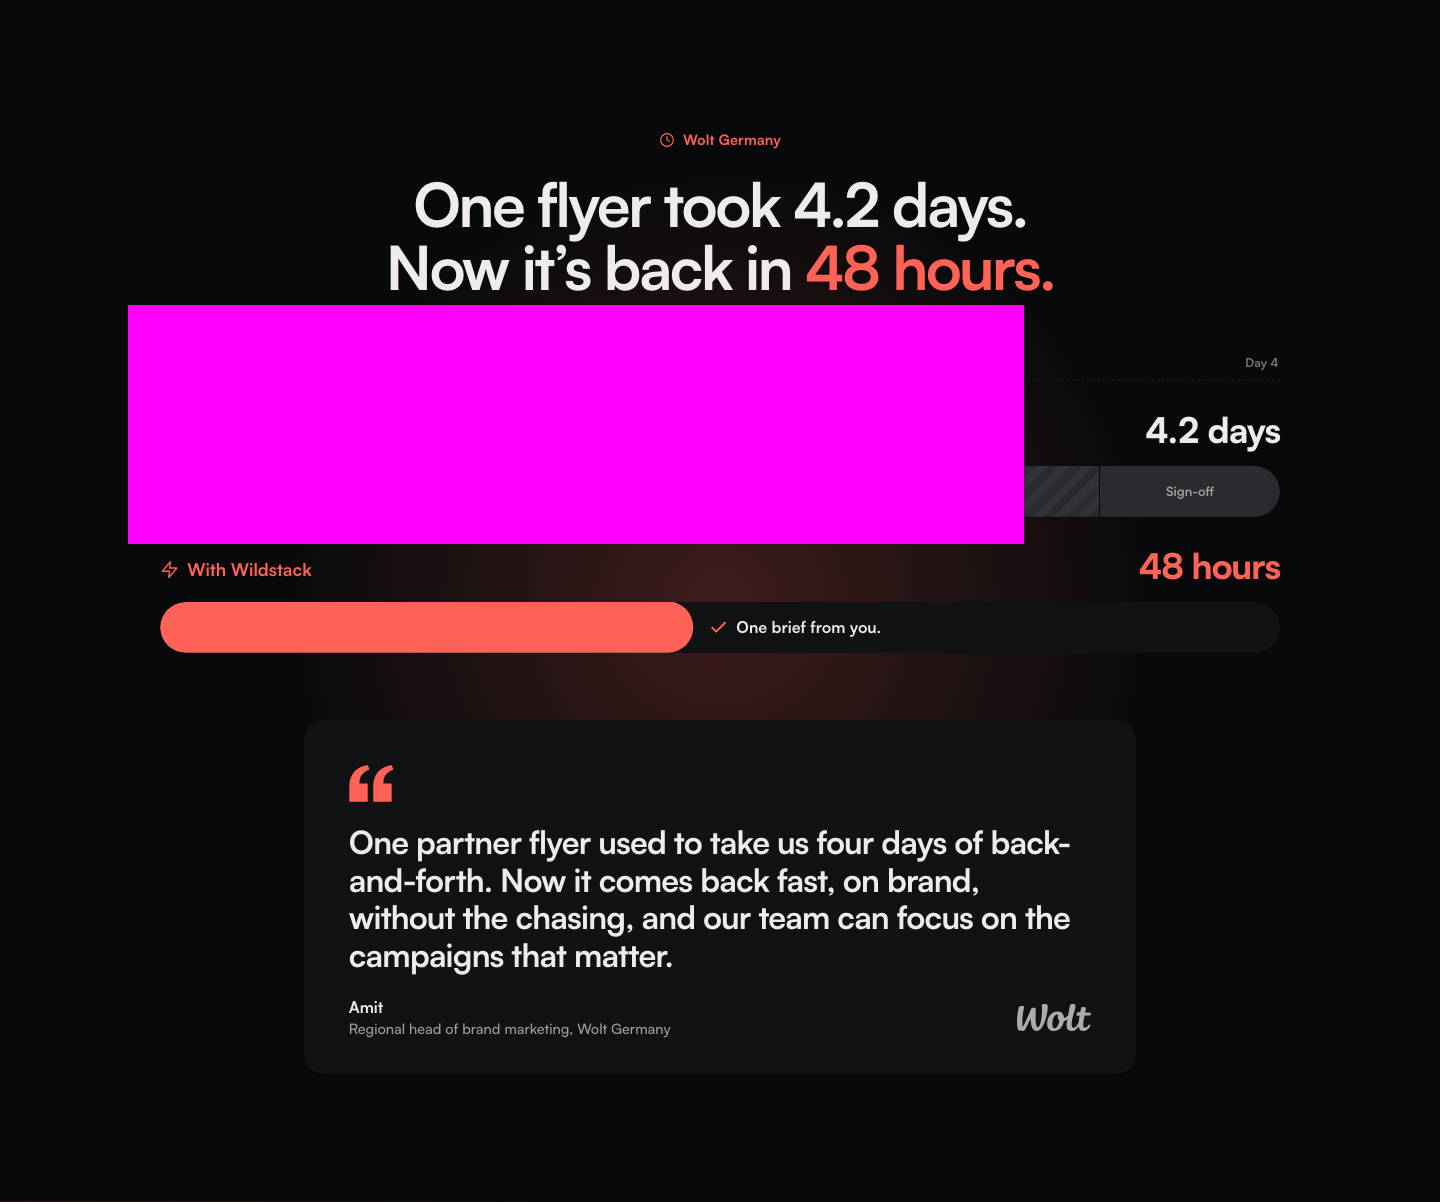 Wolt Germany
One flyer took 4.2 days.
Now it’s back in 48 hours.
Day 4
4.2 days
Sign-off
With Wildstack
48 hours
One brief from you.
One partner flyer used to take us four days of back-
and-forth. Now it comes back fast, on brand,
without the chasing, and our team can focus on the
campaigns that matter.
Amit
Regional head of brand marketing, Wolt Germany
Wolt